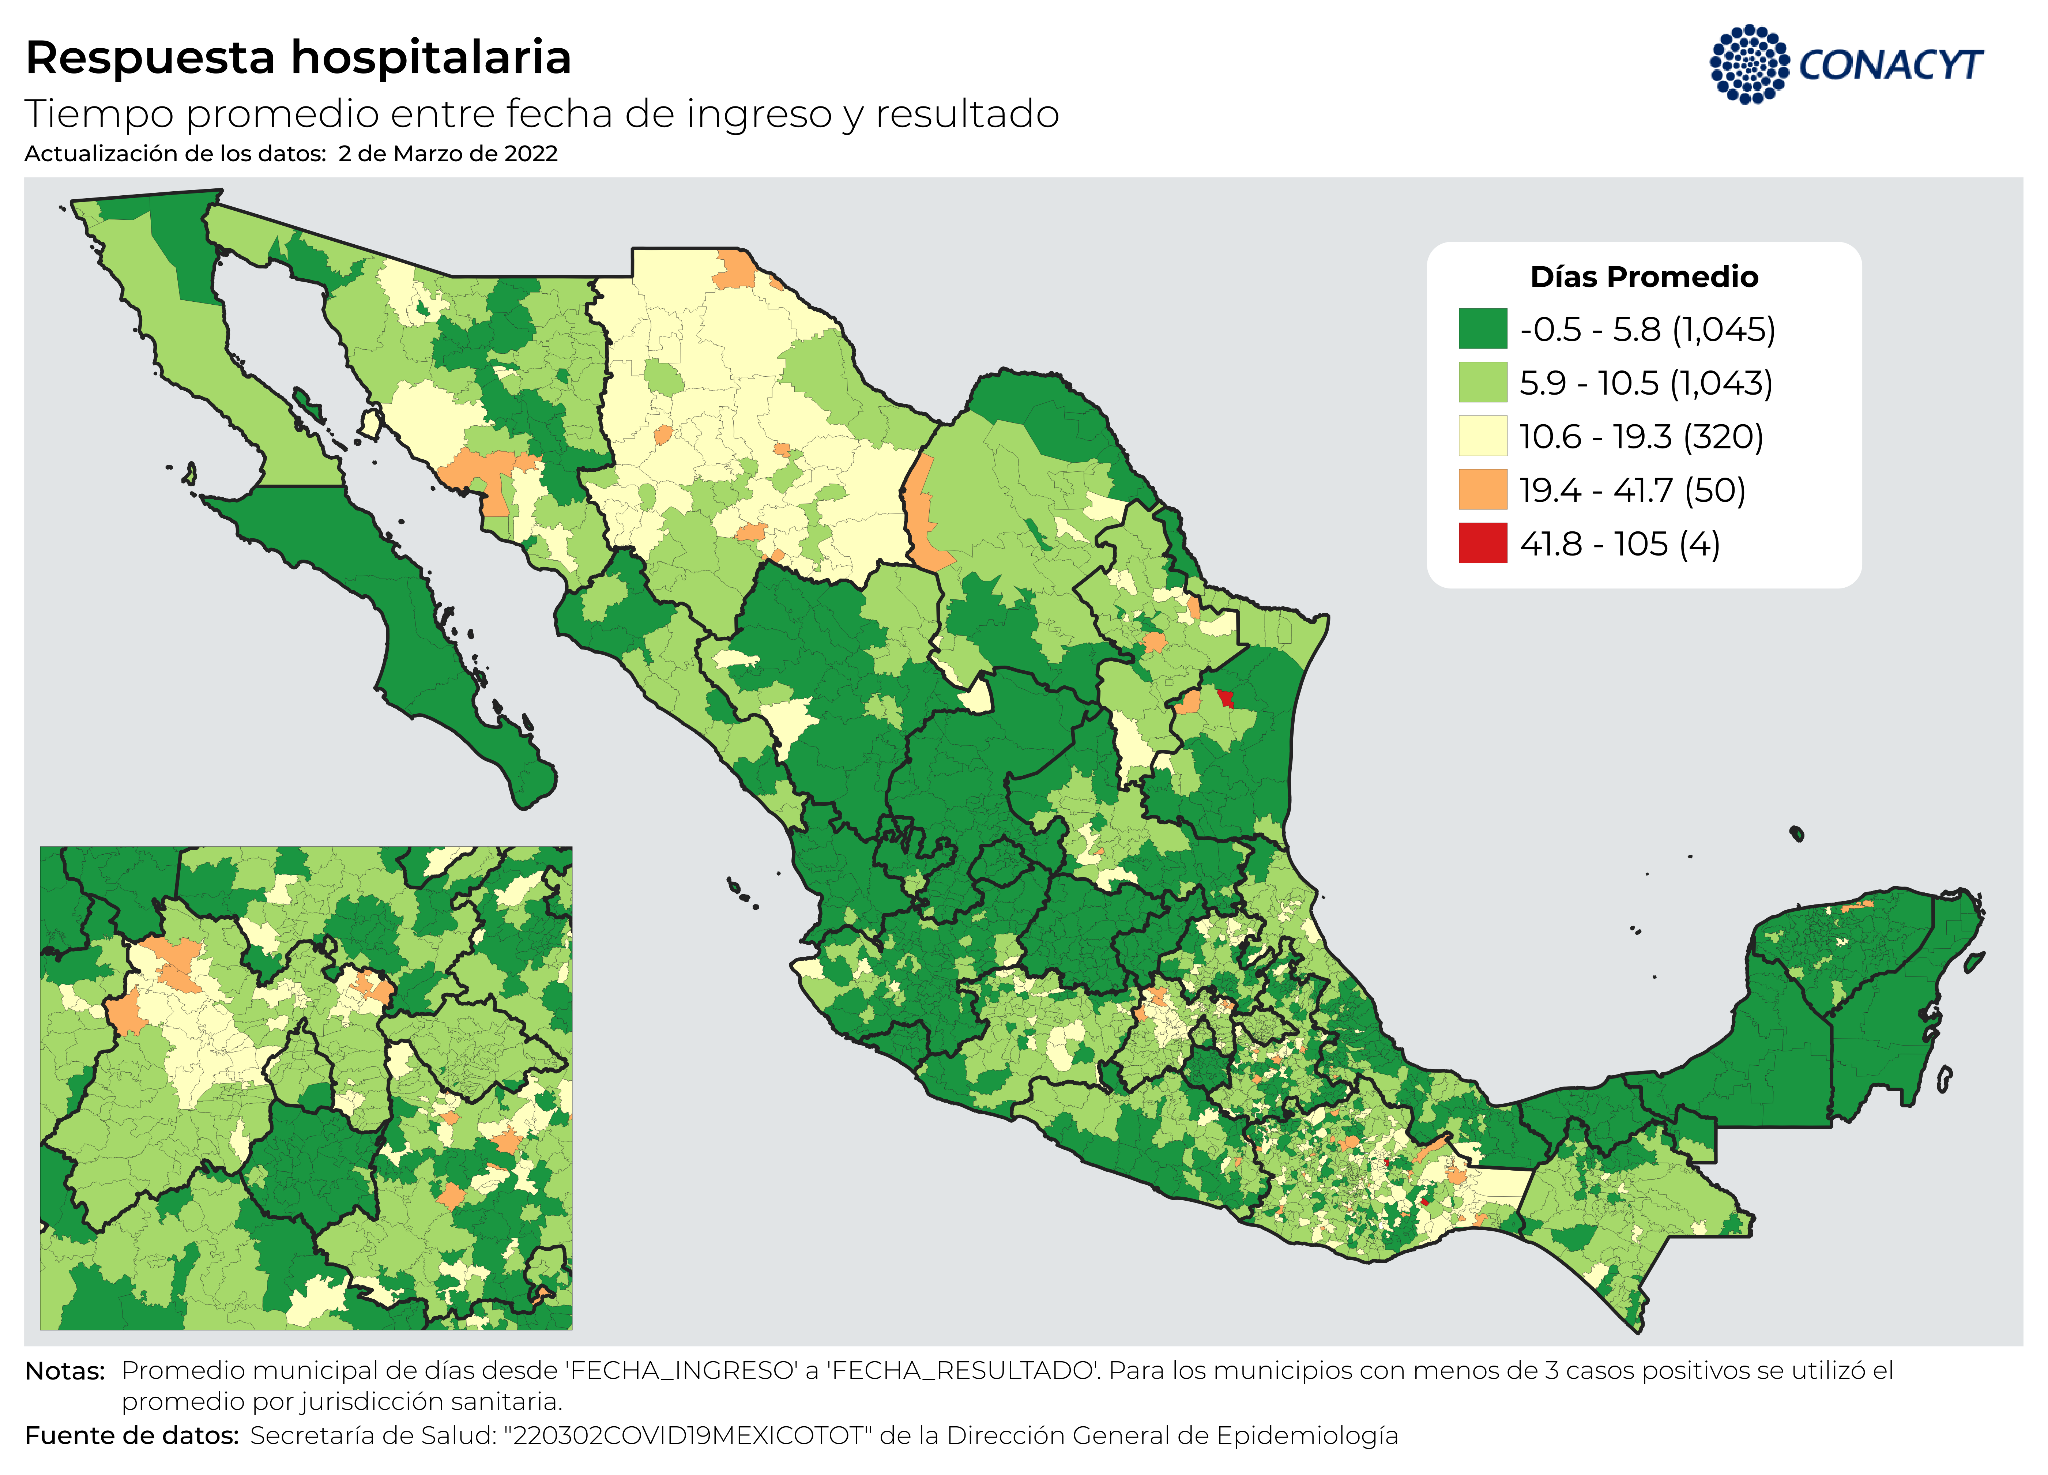 Respuesta hospitalaria
Tiempo promedio entre fecha de ingreso y resultado
Actualización de los datos: 2 de Marzo de 2022
CONACYT
Días Promedio
-0.5 - 5.8 (1,045)
5.9 - 10.5 (1,043)
10.6 - 19.3 (320)
19.4 - 41.7 (50)
41.8 - 105 (4)
Notas: Promedio municipal de días desde 'FECHA_INGRESO' a 'FECHA_RESULTADO'. Para los municipios con menos de 3 casos positivos se utilizó el
promedio por jurisdicción sanitaria.
Fuente de datos: Secretaría de Salud: "220302COVID19MEXICOTOT" de la Dirección General de Epidemiología